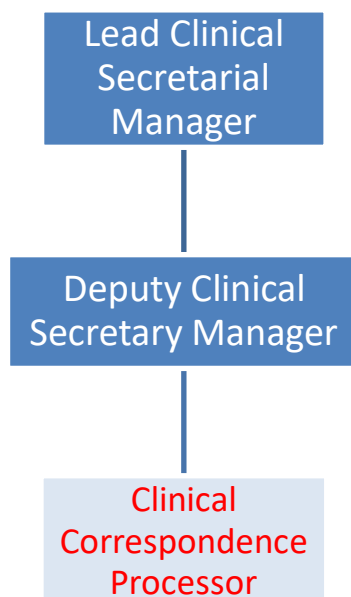 Lead Clinical
Secretarial
Manager
Deputy Clinical
Secretary Manager
Clinical
Correspondence
Processor